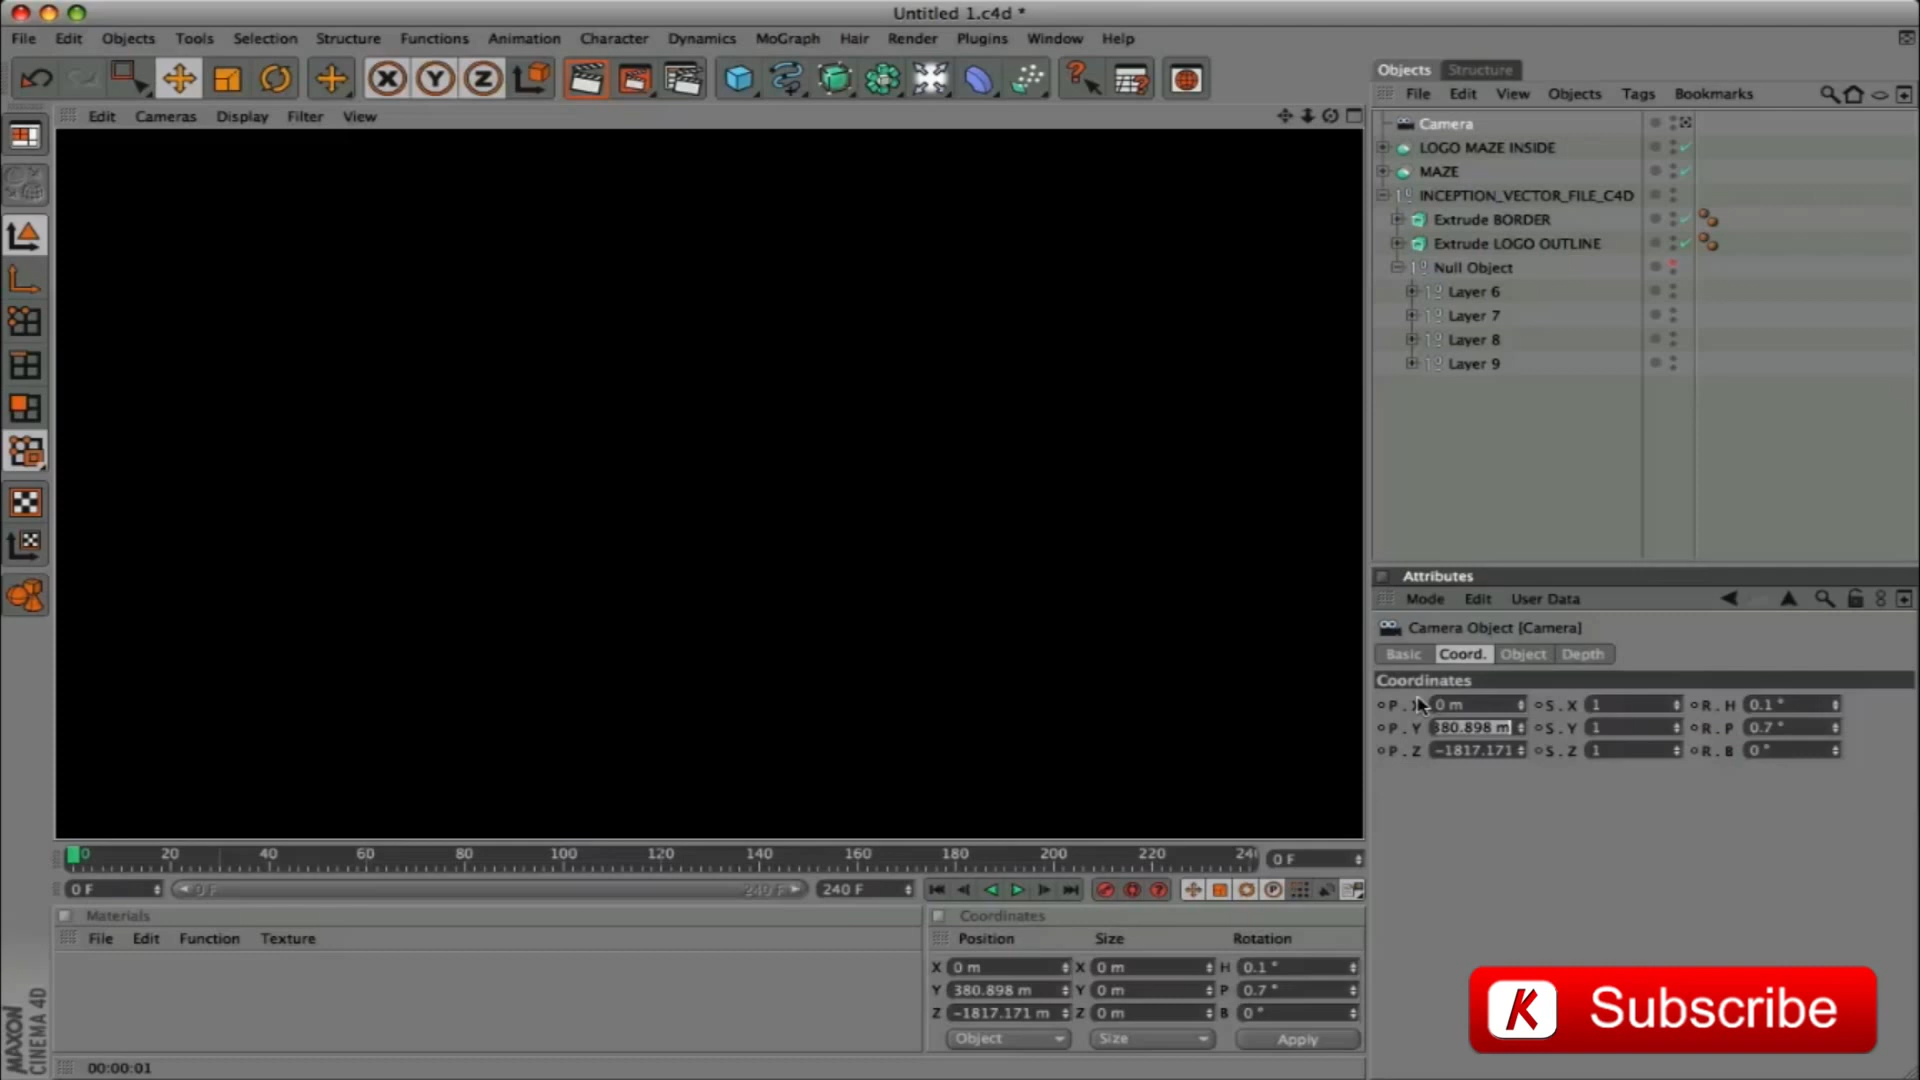 Untitled 1.c4d *
File Edit Objects Tools Selection Structure Functions Animation Character Dynamics MoGraph Hair Render Plugins Window Help
X Y Z
Objects Structure
File Edit View Objects Tags Bookmarks
Edit Cameras Display Filter View
Camera
LOGO MAZE INSIDE
MAZE
INCEPTION_VECTOR_FILE_C4D
Extrude BORDER
Extrude LOGO OUTLINE
Null Object
Layer 6
Layer 7
Layer 8
Layer 9
Attributes
Mode Edit User Data
Camera Object [Camera]
Basic Coord. Object Depth
Coordinates
P . X 0 m S . X 1 R . H 0.1 °
P . Y 380.898 m S . Y 1 R . P 0.7 °
P . Z -1817.171 S . Z 1 R . B 0 °
0 20 40 60 80 100 120 140 160 180 200 220 24 0 F
0 F 0 F 240 F 240 F
Materials
File Edit Function Texture
Coordinates
Position Size Rotation
X 0 m X 0 m H 0.1 °
Y 380.898 m Y 0 m P 0.7 °
Z -1817.171 m Z 0 m B 0 °
Object Size Apply
MAXON
CINEMA 4D
00:00:01
K Subscribe